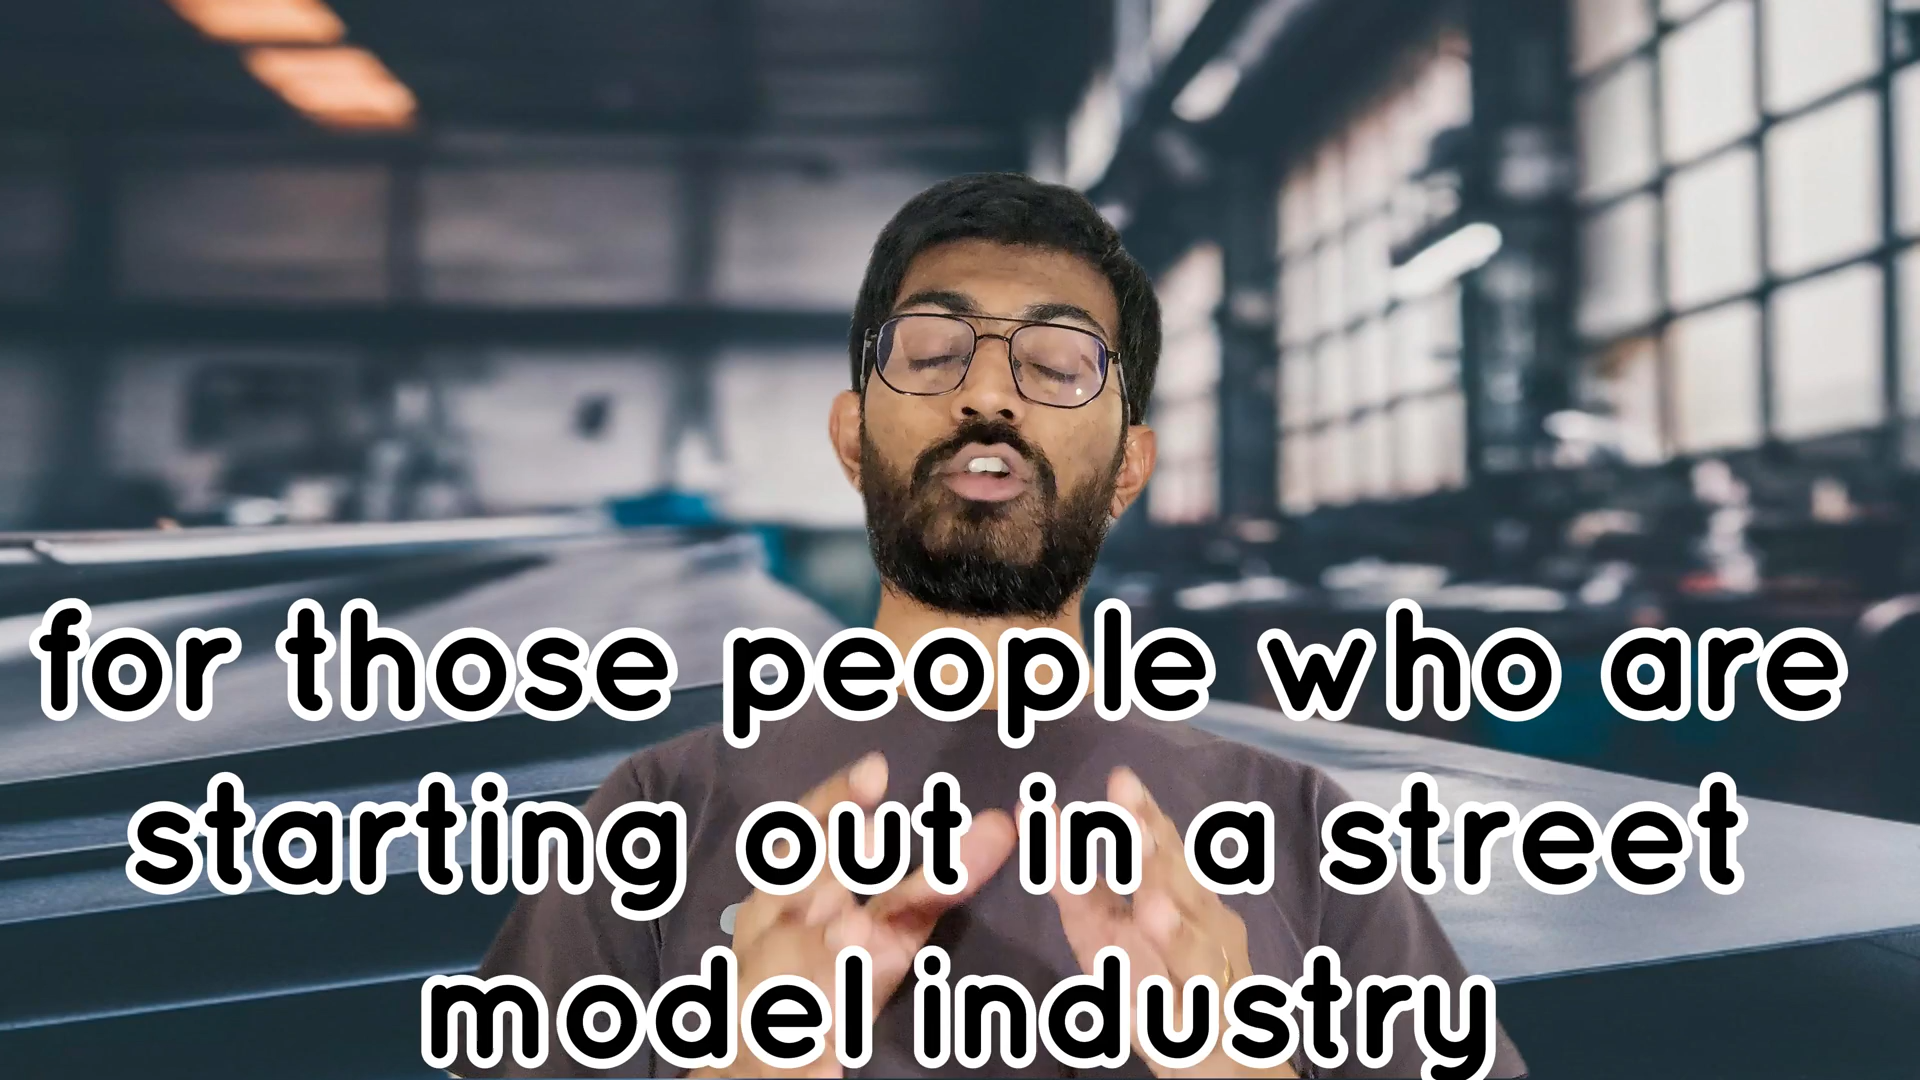 for those people who are
starting out in a street
model industry